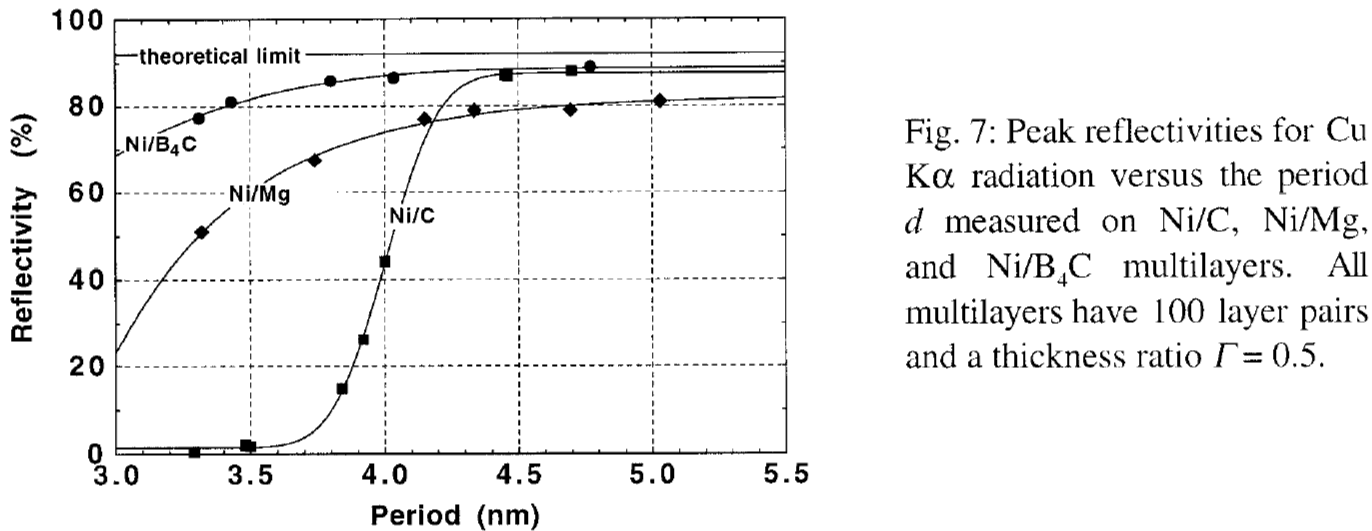 100
80
60
40
20
0
Reflectivity (%)
theoretical limit
Ni/B₄C
Ni/Mg
Ni/C
3.0 3.5 4.0 4.5 5.0 5.5
Period (nm)
Fig. 7: Peak reflectivities for Cu
Kα radiation versus the period
d measured on Ni/C, Ni/Mg,
and Ni/B₄C multilayers. All
multilayers have 100 layer pairs
and a thickness ratio Γ = 0.5.